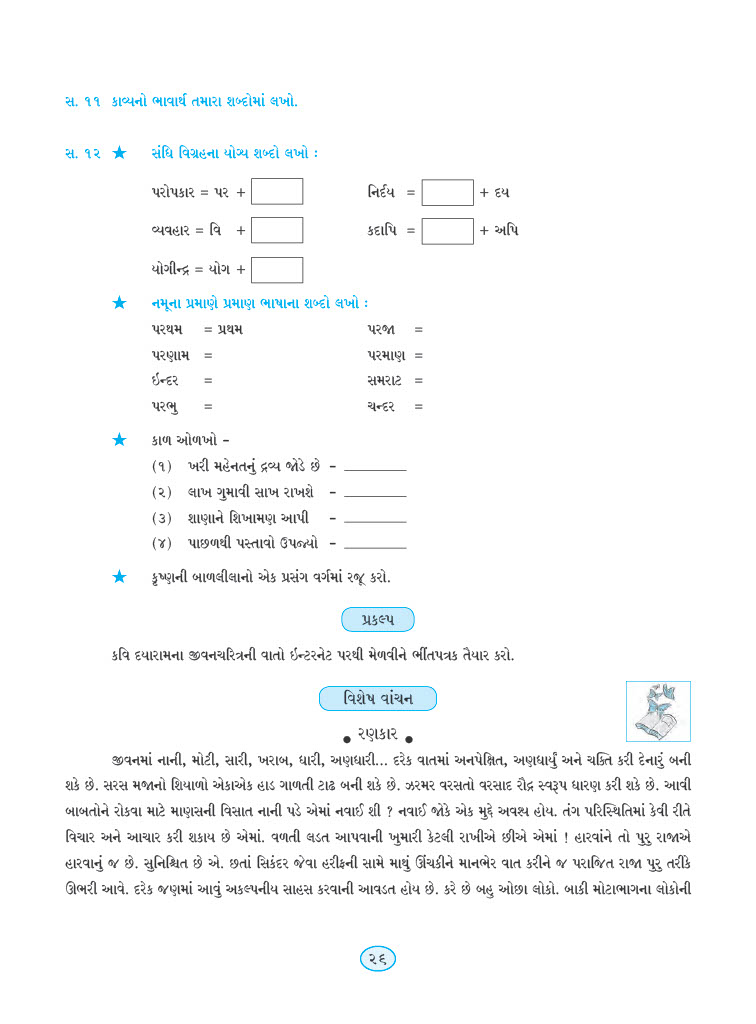 સ. ૧૧ કાવ્યનો ભાવાર્થ તમારા શબ્દોમાં લખો.
સ. ૧૨ ★ સંધિ વિગ્રહના યોગ્ય શબ્દો લખો :
પરોપકાર = પર + નિર્દય = + દય
વ્યવહાર = વિ + કદાપિ = + અપિ
યોગીન્દ્ર = યોગ +
★ નમૂના પ્રમાણે પ્રમાણ ભાષાના શબ્દો લખો :
પરથમ = પ્રથમ પરજા =
પરણામ = પરમાણ =
ઇન્દર = સમરાટ =
પરભુ = ચન્દર =
★ કાળ ઓળખો –
(૧) ખરી મહેનતનું દ્રવ્ય જોડે છે –
(૨) લાખ ગુમાવી સાખ રાખશે –
(૩) શાણાને શિખામણ આપી –
(૪) પાછળથી પસ્તાવો ઉપજ્યો –
★ કૃષ્ણની બાળલીલાનો એક પ્રસંગ વર્ગમાં રજૂ કરો.
પ્રકલ્પ
કવિ દયારામના જીવનચરિત્રની વાતો ઇન્ટરનેટ પરથી મેળવીને ભીંતપત્રક તૈયાર કરો.
વિશેષ વાંચન
● રણકાર ●
જીવનમાં નાની, મોટી, સારી, ખરાબ, ધારી, અણધારી... દરેક વાતમાં અનપેક્ષિત, અણધાર્યું અને ચકિત કરી દેનારું બની
શકે છે. સરસ મજાનો શિયાળો એકાએક હાડ ગાળતી ટાઢ બની શકે છે. ઝરમર વરસતો વરસાદ રૌદ્ર સ્વરૂપ ધારણ કરી શકે છે. આવી
બાબતોને રોકવા માટે માણસની વિસાત નાની પડે એમાં નવાઈ શી ? નવાઈ જોકે એક મુદ્દે અવશ્ય હોય. તંગ પરિસ્થિતિમાં કેવી રીતે
વિચાર અને આચાર કરી શકાય છે એમાં. વળતી લડત આપવાની ખુમારી કેટલી રાખીએ છીએ એમાં ! હારવાંને તો પુરુ રાજાએ
હારવાનું જ છે. સુનિશ્ચિત છે એ. છતાં સિકંદર જેવા હરીફની સામે માથું ઊંચકીને માનભેર વાત કરીને જ પરાજિત રાજા પુરુ તરીકે
ઊભરી આવે. દરેક જણમાં આવું અકલ્પનીય સાહસ કરવાની આવડત હોય છે. કરે છે બહુ ઓછા લોકો. બાકી મોટાભાગના લોકોની
૨૬